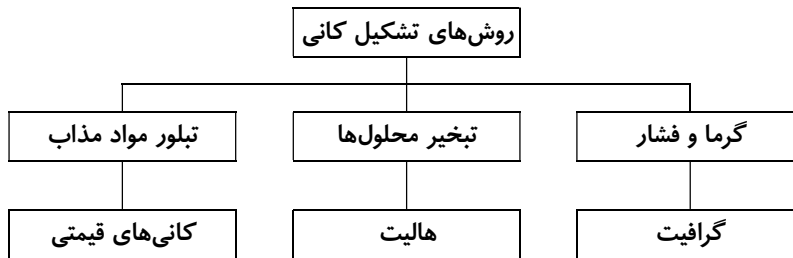 روش‌های تشکیل کانی
گرما و فشار
تبخیر محلول‌ها
تبلور مواد مذاب
گرافیت
هالیت
کانی‌های قیمتی